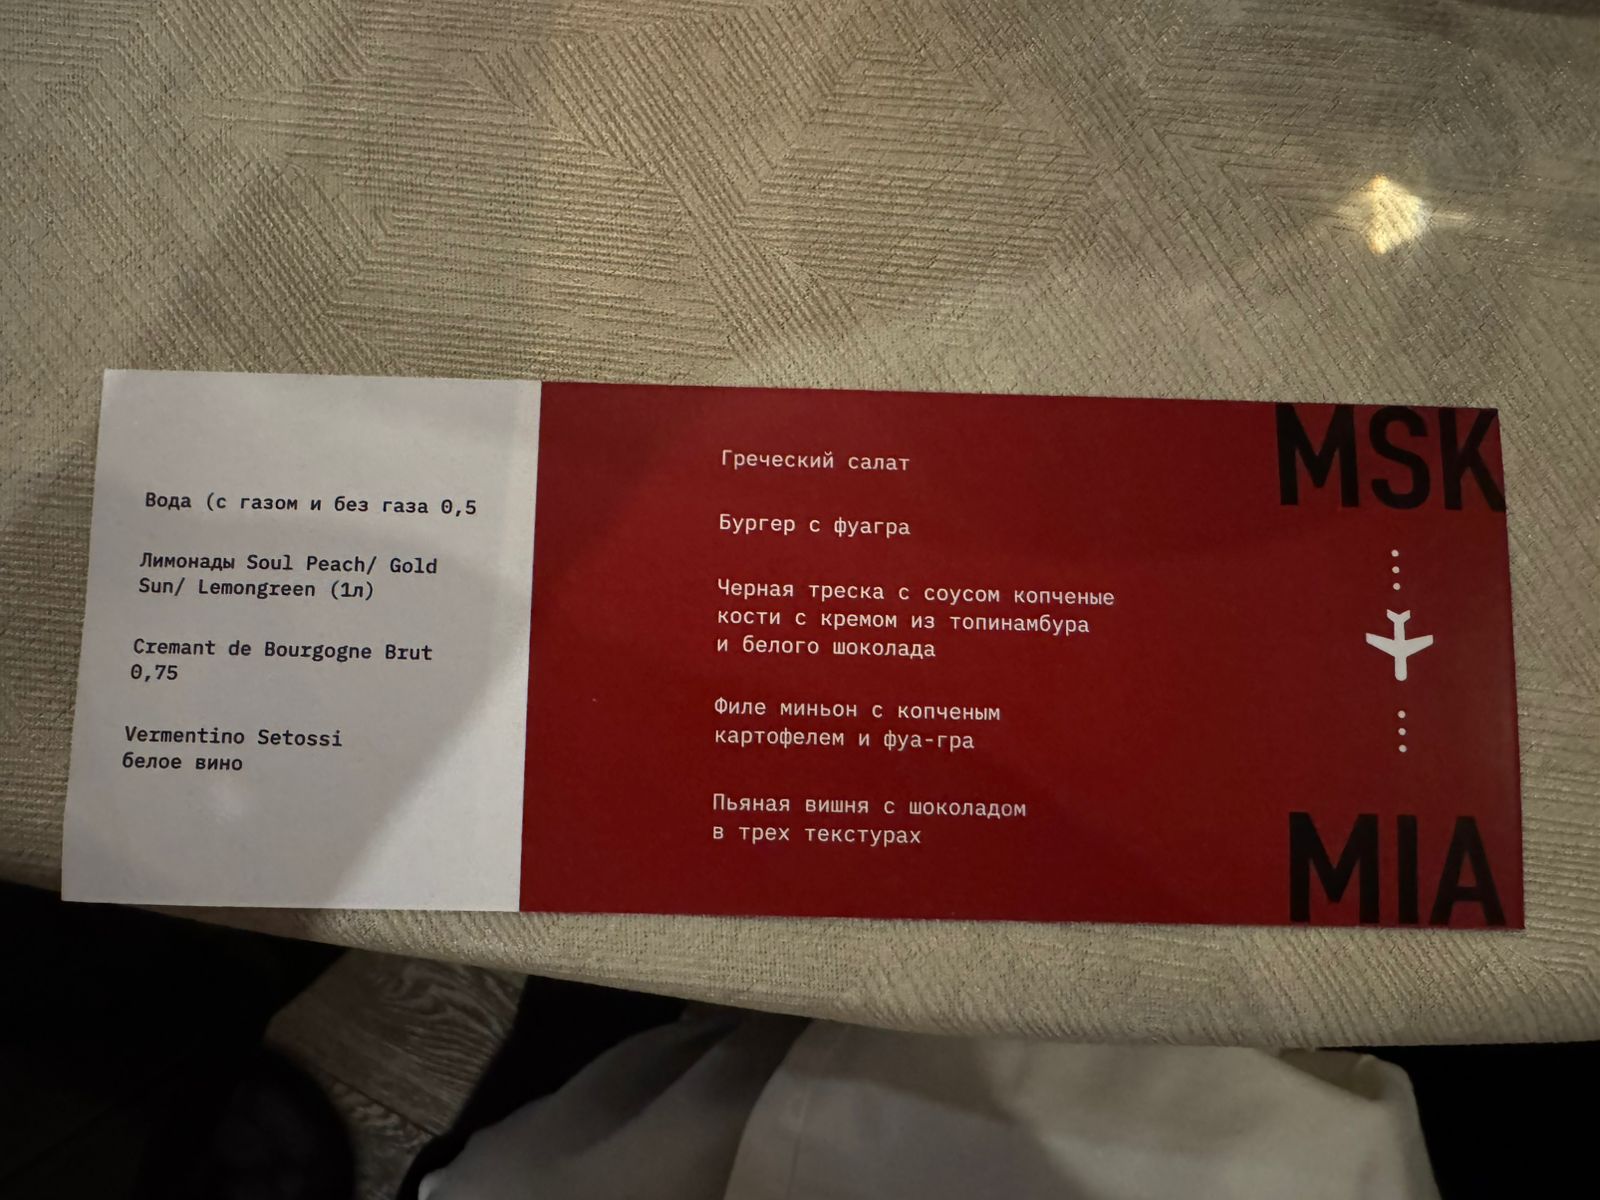 Вода (с газом и без газа 0,5
Лимонады Soul Peach/ Gold
Sun/ Lemongreen (1л)
Cremant de Bourgogne Brut
0,75
Vermentino Setossi
белое вино
Греческий салат
Бургер с фуагра
Черная треска с соусом копченые
кости с кремом из топинамбура
и белого шоколада
Филе миньон с копченым
картофелем и фуа-гра
Пьяная вишня с шоколадом
в трех текстурах
MSK
MIA